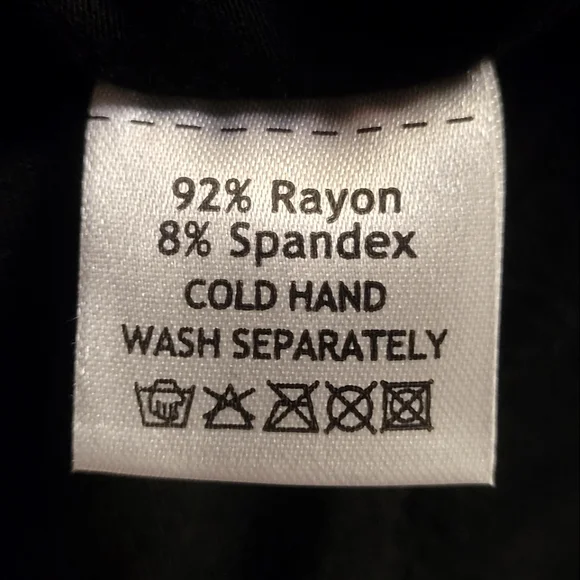 92% Rayon
8% Spandex
COLD HAND
WASH SEPARATELY